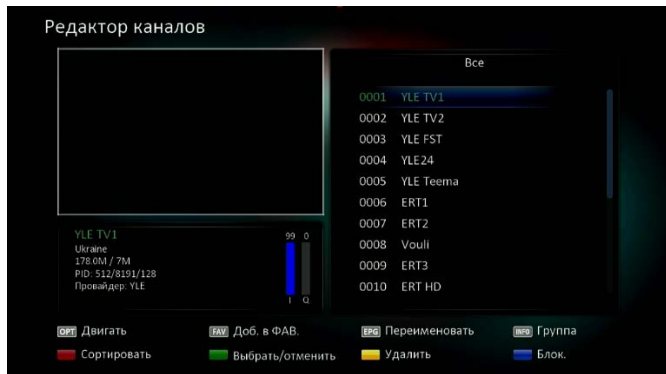 Редактор каналов
Все
0001 YLE TV1
0002 YLE TV2
0003 YLE FST
0004 YLE24
0005 YLE Teema
0006 ERT1
0007 ERT2
0008 Vouli
0009 ERT3
0010 ERT HD
YLE TV1
Ukraine
178.0M / 7M
PID: 512/8191/128
Провайдер: YLE
99 0
I Q
OPT Двигать FAV Доб. в ФАВ. EPG Переименовать INFO Группа
Сортировать Выбрать/отменить Удалить Блок.